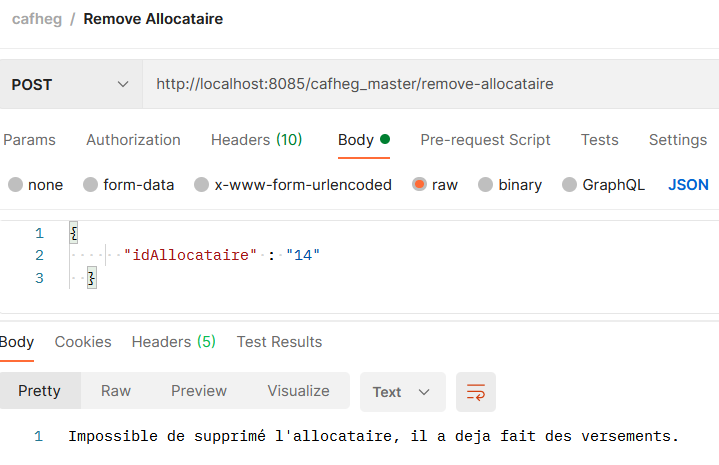 cafheg / Remove Allocataire
POST http://localhost:8085/cafheg_master/remove-allocataire
Params Authorization Headers (10) Body Pre-request Script Tests Settings
none form-data x-www-form-urlencoded raw binary GraphQL JSON
1 {
2 "idAllocataire" : "14"
3 }
Body Cookies Headers (5) Test Results
Pretty Raw Preview Visualize Text
1 Impossible de supprimé l'allocataire, il a deja fait des versements.